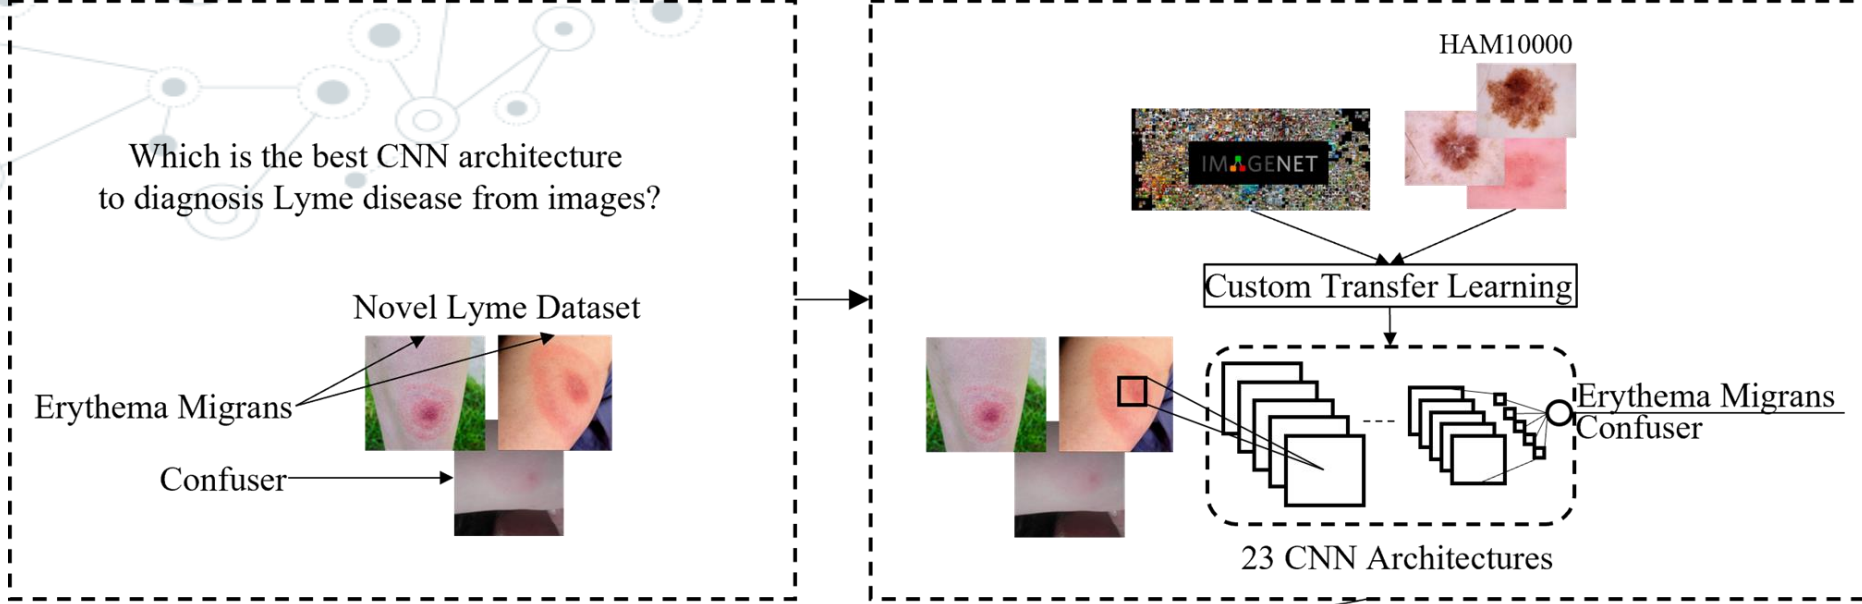 Which is the best CNN architecture
to diagnosis Lyme disease from images?
Novel Lyme Dataset
Erythema Migrans
Confuser
HAM10000
IMAGENET
Custom Transfer Learning
Erythema Migrans
Confuser
23 CNN Architectures